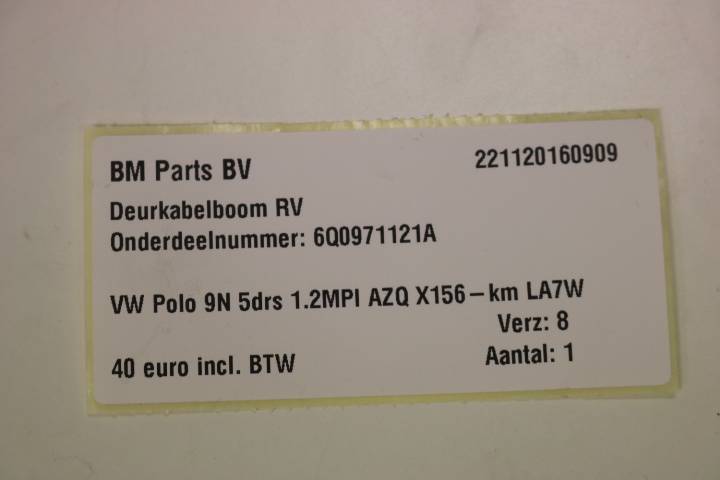 BM Parts BV 221120160909
Deurkabelboom RV
Onderdeelnummer: 6Q0971121A
VW Polo 9N 5drs 1.2MPI AZQ X156-km LA7W
Verz: 8
40 euro incl. BTW Aantal: 1